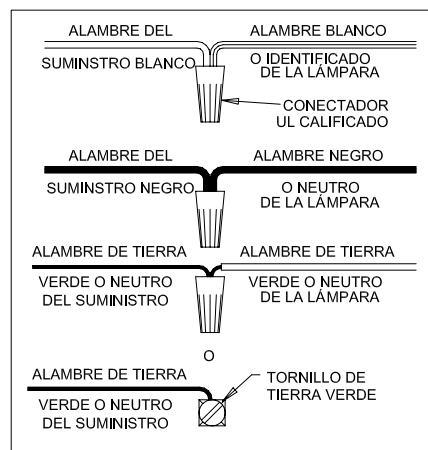 ALAMBRE DEL
SUMINSTRO BLANCO
ALAMBRE BLANCO
O IDENTIFICADO
DE LA LÁMPARA
CONECTADOR
UL CALIFICADO
ALAMBRE DEL
SUMINSTRO NEGRO
ALAMBRE NEGRO
O NEUTRO
DE LA LÁMPARA
ALAMBRE DE TIERRA
VERDE O NEUTRO
DEL SUMINISTRO
ALAMBRE DE TIERRA
VERDE O NEUTRO
DE LA LÁMPARA
O
ALAMBRE DE TIERRA
VERDE O NEUTRO
DEL SUMINISTRO
TORNILLO DE
TIERRA VERDE